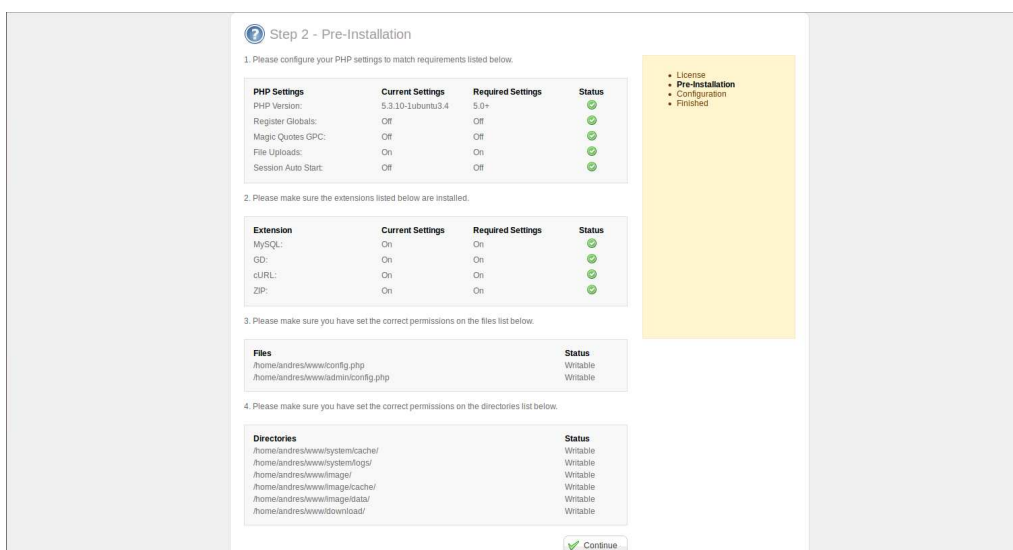 Step 2 - Pre-Installation
1. Please configure your PHP settings to match requirements listed below.
PHP Settings Current Settings Required Settings Status
PHP Version: 5.3.10-1ubuntu3.4 5.0+
Register Globals: Off Off
Magic Quotes GPC: Off Off
File Uploads: On On
Session Auto Start: Off Off
2. Please make sure the extensions listed below are installed.
Extension Current Settings Required Settings Status
MySQL: On On
GD: On On
cURL: On On
ZIP: On On
3. Please make sure you have set the correct permissions on the files list below.
Files Status
/home/andres/www/config.php Writable
/home/andres/www/admin/config.php Writable
4. Please make sure you have set the correct permissions on the directories list below.
Directories Status
/home/andres/www/system/cache/ Writable
/home/andres/www/system/logs/ Writable
/home/andres/www/image/ Writable
/home/andres/www/image/cache/ Writable
/home/andres/www/image/data/ Writable
/home/andres/www/download/ Writable
Continue
License
Pre-Installation
Configuration
Finished